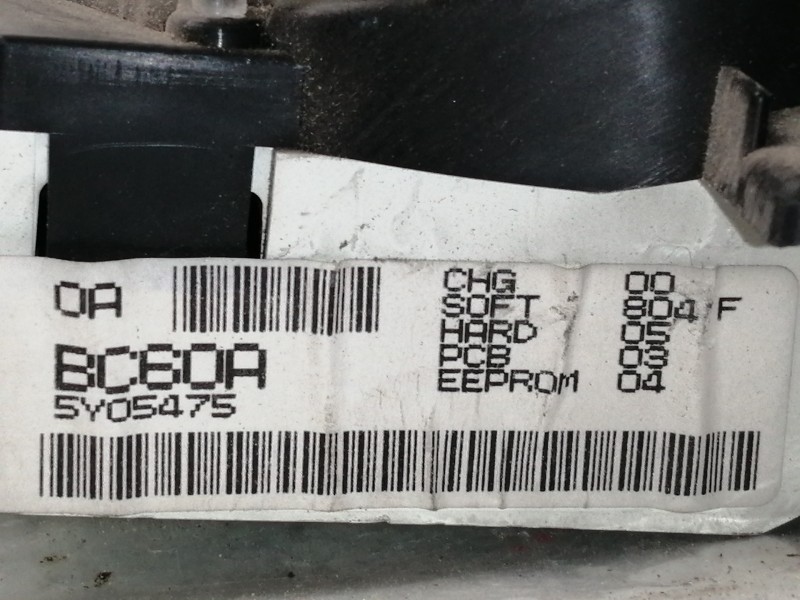 0A
BC60A
5Y05475
CHG 00
SOFT 804 F
HARD 05
PCB 03
EEPROM 04